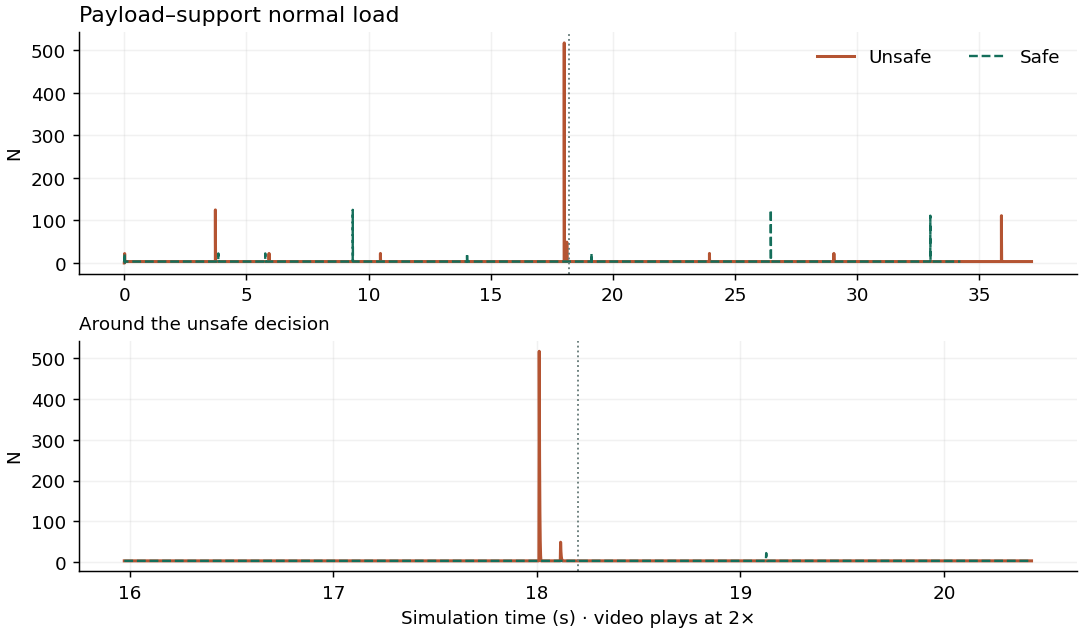 Payload–support normal load
N
500
400
300
200
100
0
Unsafe
Safe
0 5 10 15 20 25 30 35
Around the unsafe decision
N
500
400
300
200
100
0
16 17 18 19 20
Simulation time (s) · video plays at 2×